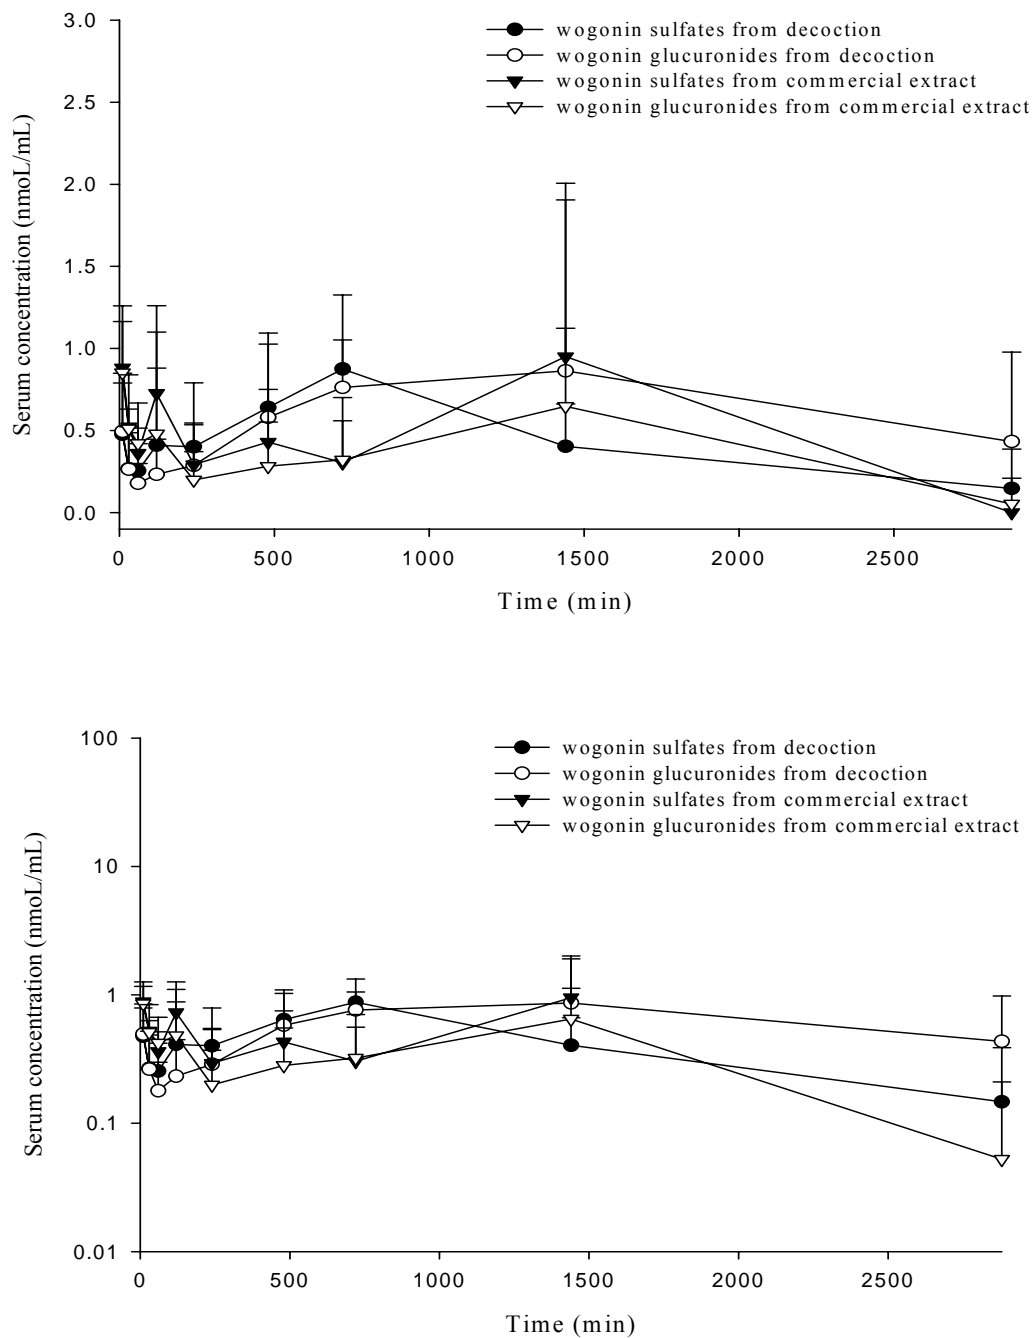 3.0
wogonin sulfates from decoction
wogonin glucuronides from decoction
wogonin sulfates from commercial extract
wogonin glucuronides from commercial extract
2.5
2.0
1.5
1.0
0.5
0.0
Serum concentration (nmoL/mL)
0 500 1000 1500 2000 2500
Time (min)
100
wogonin sulfates from decoction
wogonin glucuronides from decoction
wogonin sulfates from commercial extract
wogonin glucuronides from commercial extract
10
1
0.1
0.01
Serum concentration (nmoL/mL)
0 500 1000 1500 2000 2500
Time (min)